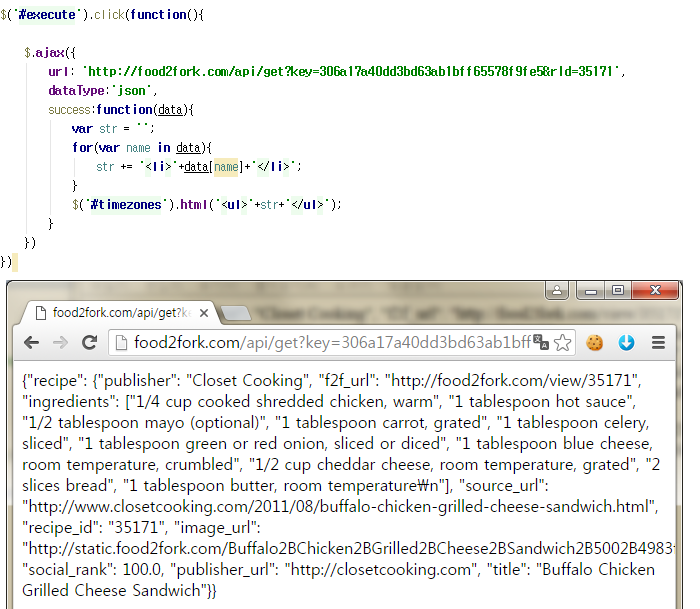 $('#execute').click(function(){
$.ajax({
url: 'http://food2fork.com/api/get?key=306a17a40dd3bd63ab1bff65578f9fe5&rId=35171',
dataType:'json',
success:function(data){
var str = '';
for(var name in data){
str += '<li>'+data[name]+'</li>';
}
$('#timezones').html('<ul>'+str+'</ul>');
}
})
})
food2fork.com/api/get?ke
food2fork.com/api/get?key=306a17a40dd3bd63ab1bff
{"recipe": {"publisher": "Closet Cooking", "f2f_url": "http://food2fork.com/view/35171",
"ingredients": ["1/4 cup cooked shredded chicken, warm", "1 tablespoon hot sauce",
"1/2 tablespoon mayo (optional)", "1 tablespoon carrot, grated", "1 tablespoon celery,
sliced", "1 tablespoon green or red onion, sliced or diced", "1 tablespoon blue cheese,
room temperature, crumbled", "1/2 cup cheddar cheese, room temperature, grated", "2
slices bread", "1 tablespoon butter, room temperature₩n"], "source_url":
"http://www.closetcooking.com/2011/08/buffalo-chicken-grilled-cheese-sandwich.html",
"recipe_id": "35171", "image_url":
"http://static.food2fork.com/Buffalo2BChicken2BGrilled2BCheese2BSandwich2B5002B4983
"social_rank": 100.0, "publisher_url": "http://closetcooking.com", "title": "Buffalo Chicken
Grilled Cheese Sandwich"}}